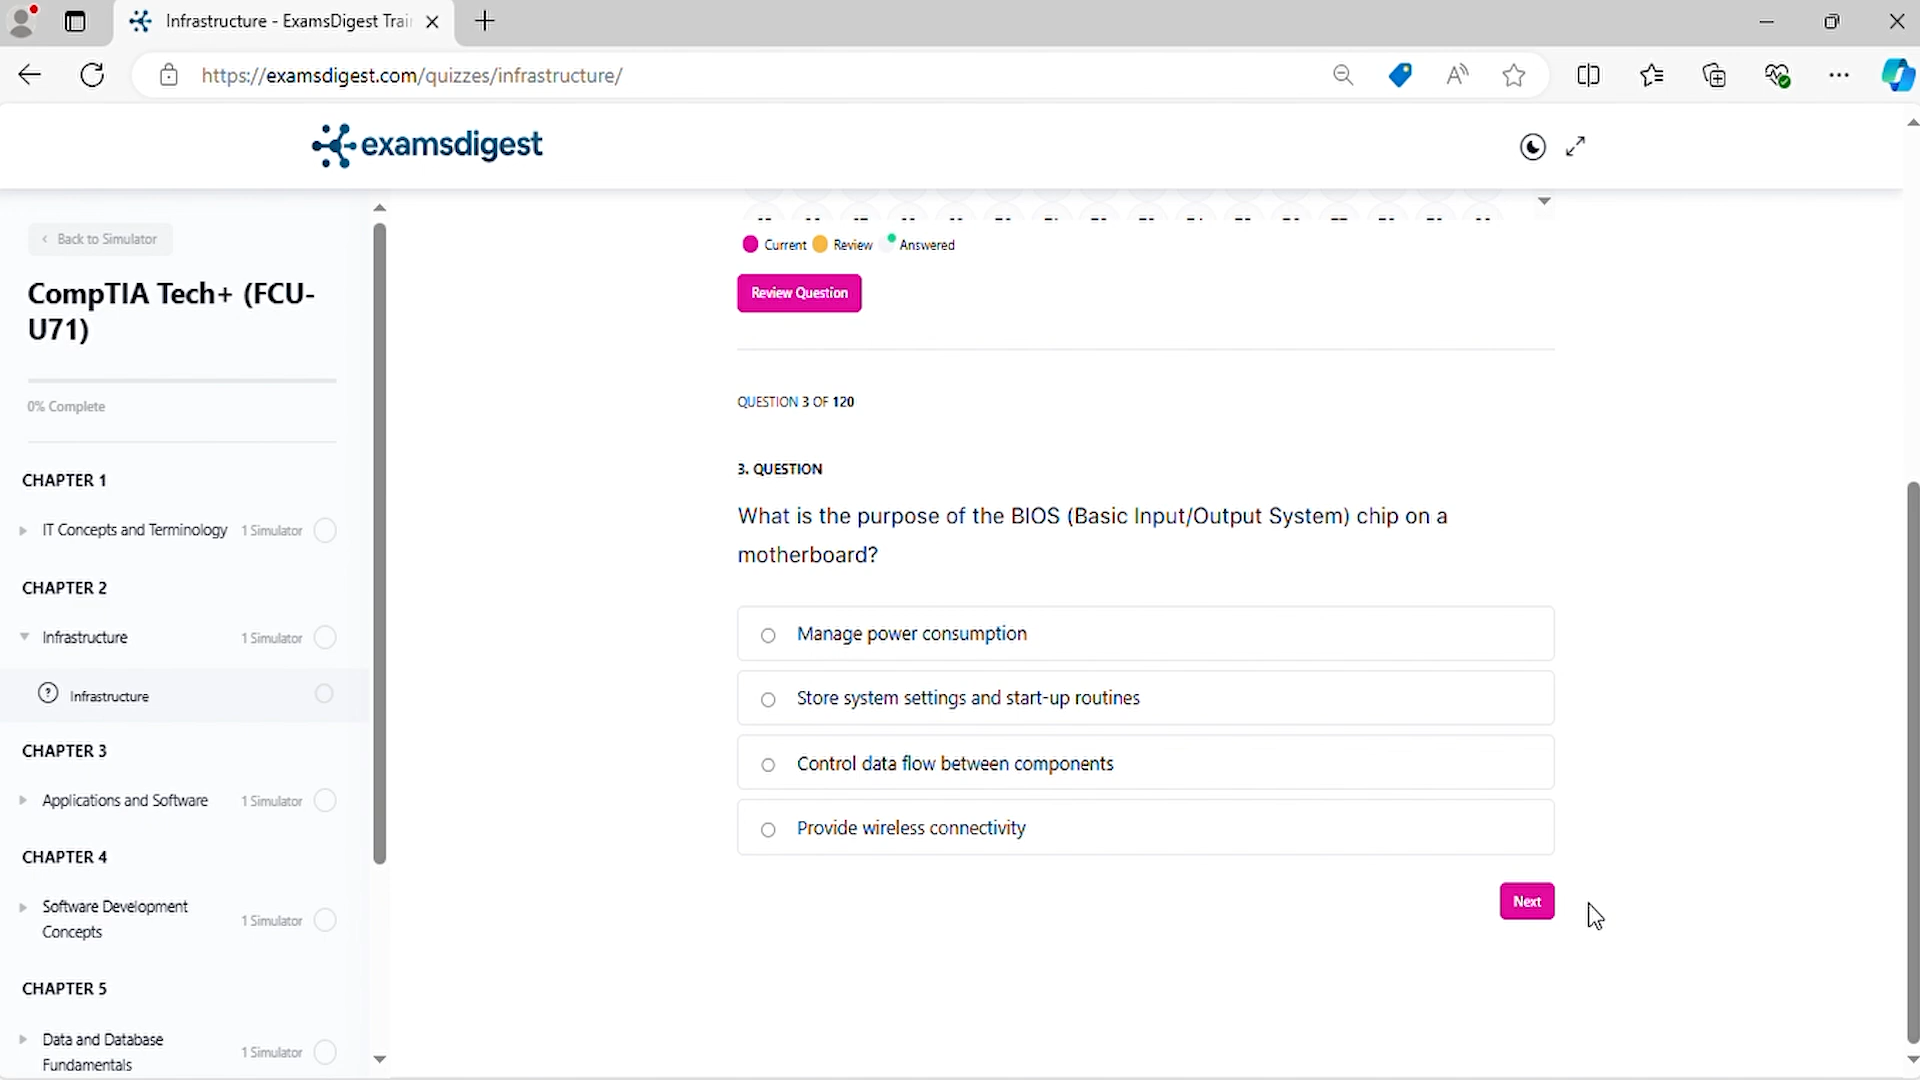 Infrastructure - ExamsDigest Trai
https://examsdigest.com/quizzes/infrastructure/
examsdigest
Back to Simulator
CompTIA Tech+ (FCU-
U71)
0% Complete
CHAPTER 1
IT Concepts and Terminology 1 Simulator
CHAPTER 2
Infrastructure 1 Simulator
Infrastructure
CHAPTER 3
Applications and Software 1 Simulator
CHAPTER 4
Software Development
Concepts
1 Simulator
CHAPTER 5
Data and Database
Fundamentals
1 Simulator
Current Review Answered
Review Question
QUESTION 3 OF 120
3. QUESTION
What is the purpose of the BIOS (Basic Input/Output System) chip on a
motherboard?
Manage power consumption
Store system settings and start-up routines
Control data flow between components
Provide wireless connectivity
Next